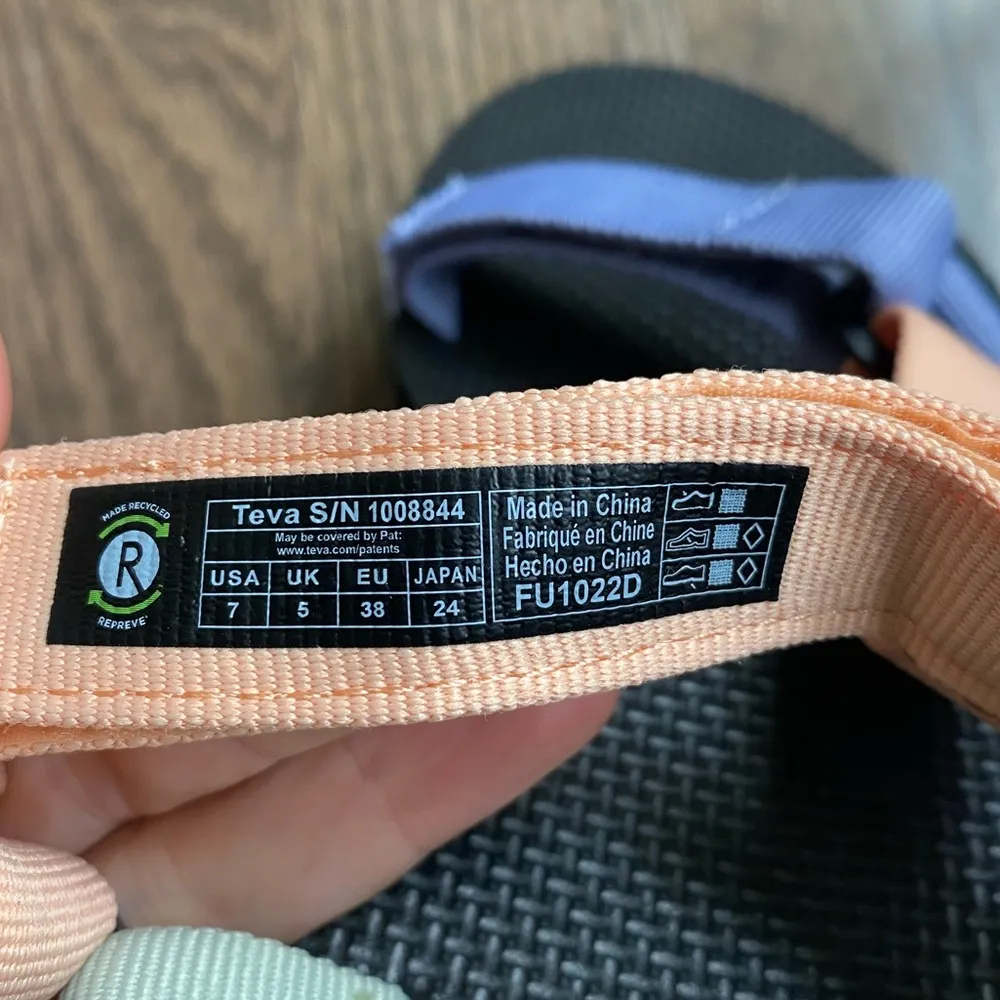 MADE RECYCLED
R
REPREVE
Teva S/N 1008844
May be covered by Pat:
www.teva.com/patents
USA UK EU JAPAN
7 5 38 24
Made in China
Fabriqué en Chine
Hecho en China
FU1022D